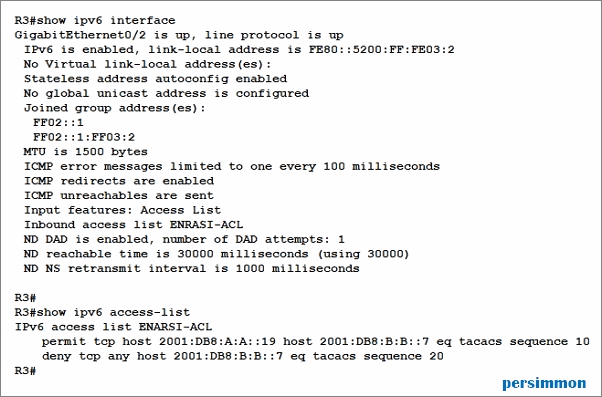 R3#show ipv6 interface
GigabitEthernet0/2 is up, line protocol is up
IPv6 is enabled, link-local address is FE80::5200:FF:FE03:2
No Virtual link-local address(es):
Stateless address autoconfig enabled
No global unicast address is configured
Joined group address(es):
FF02::1
FF02::1:FF03:2
MTU is 1500 bytes
ICMP error messages limited to one every 100 milliseconds
ICMP redirects are enabled
ICMP unreachables are sent
Input features: Access List
Inbound access list ENRASI-ACL
ND DAD is enabled, number of DAD attempts: 1
ND reachable time is 30000 milliseconds (using 30000)
ND NS retransmit interval is 1000 milliseconds
R3#
R3#show ipv6 access-list
IPv6 access list ENARSI-ACL
permit tcp host 2001:DB8:A:A::19 host 2001:DB8:B:B::7 eq tacacs sequence 10
deny tcp any host 2001:DB8:B:B::7 eq tacacs sequence 20
R3#
persimmon